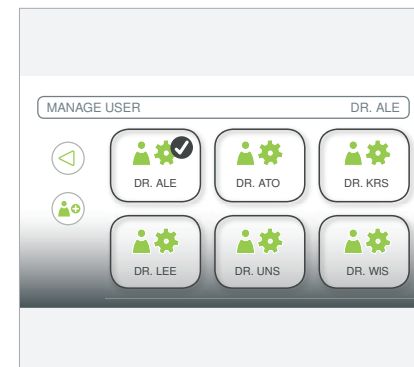 MANAGE USER DR. ALE
DR. ALE DR. ATO DR. KRS
DR. LEE DR. UNS DR. WIS